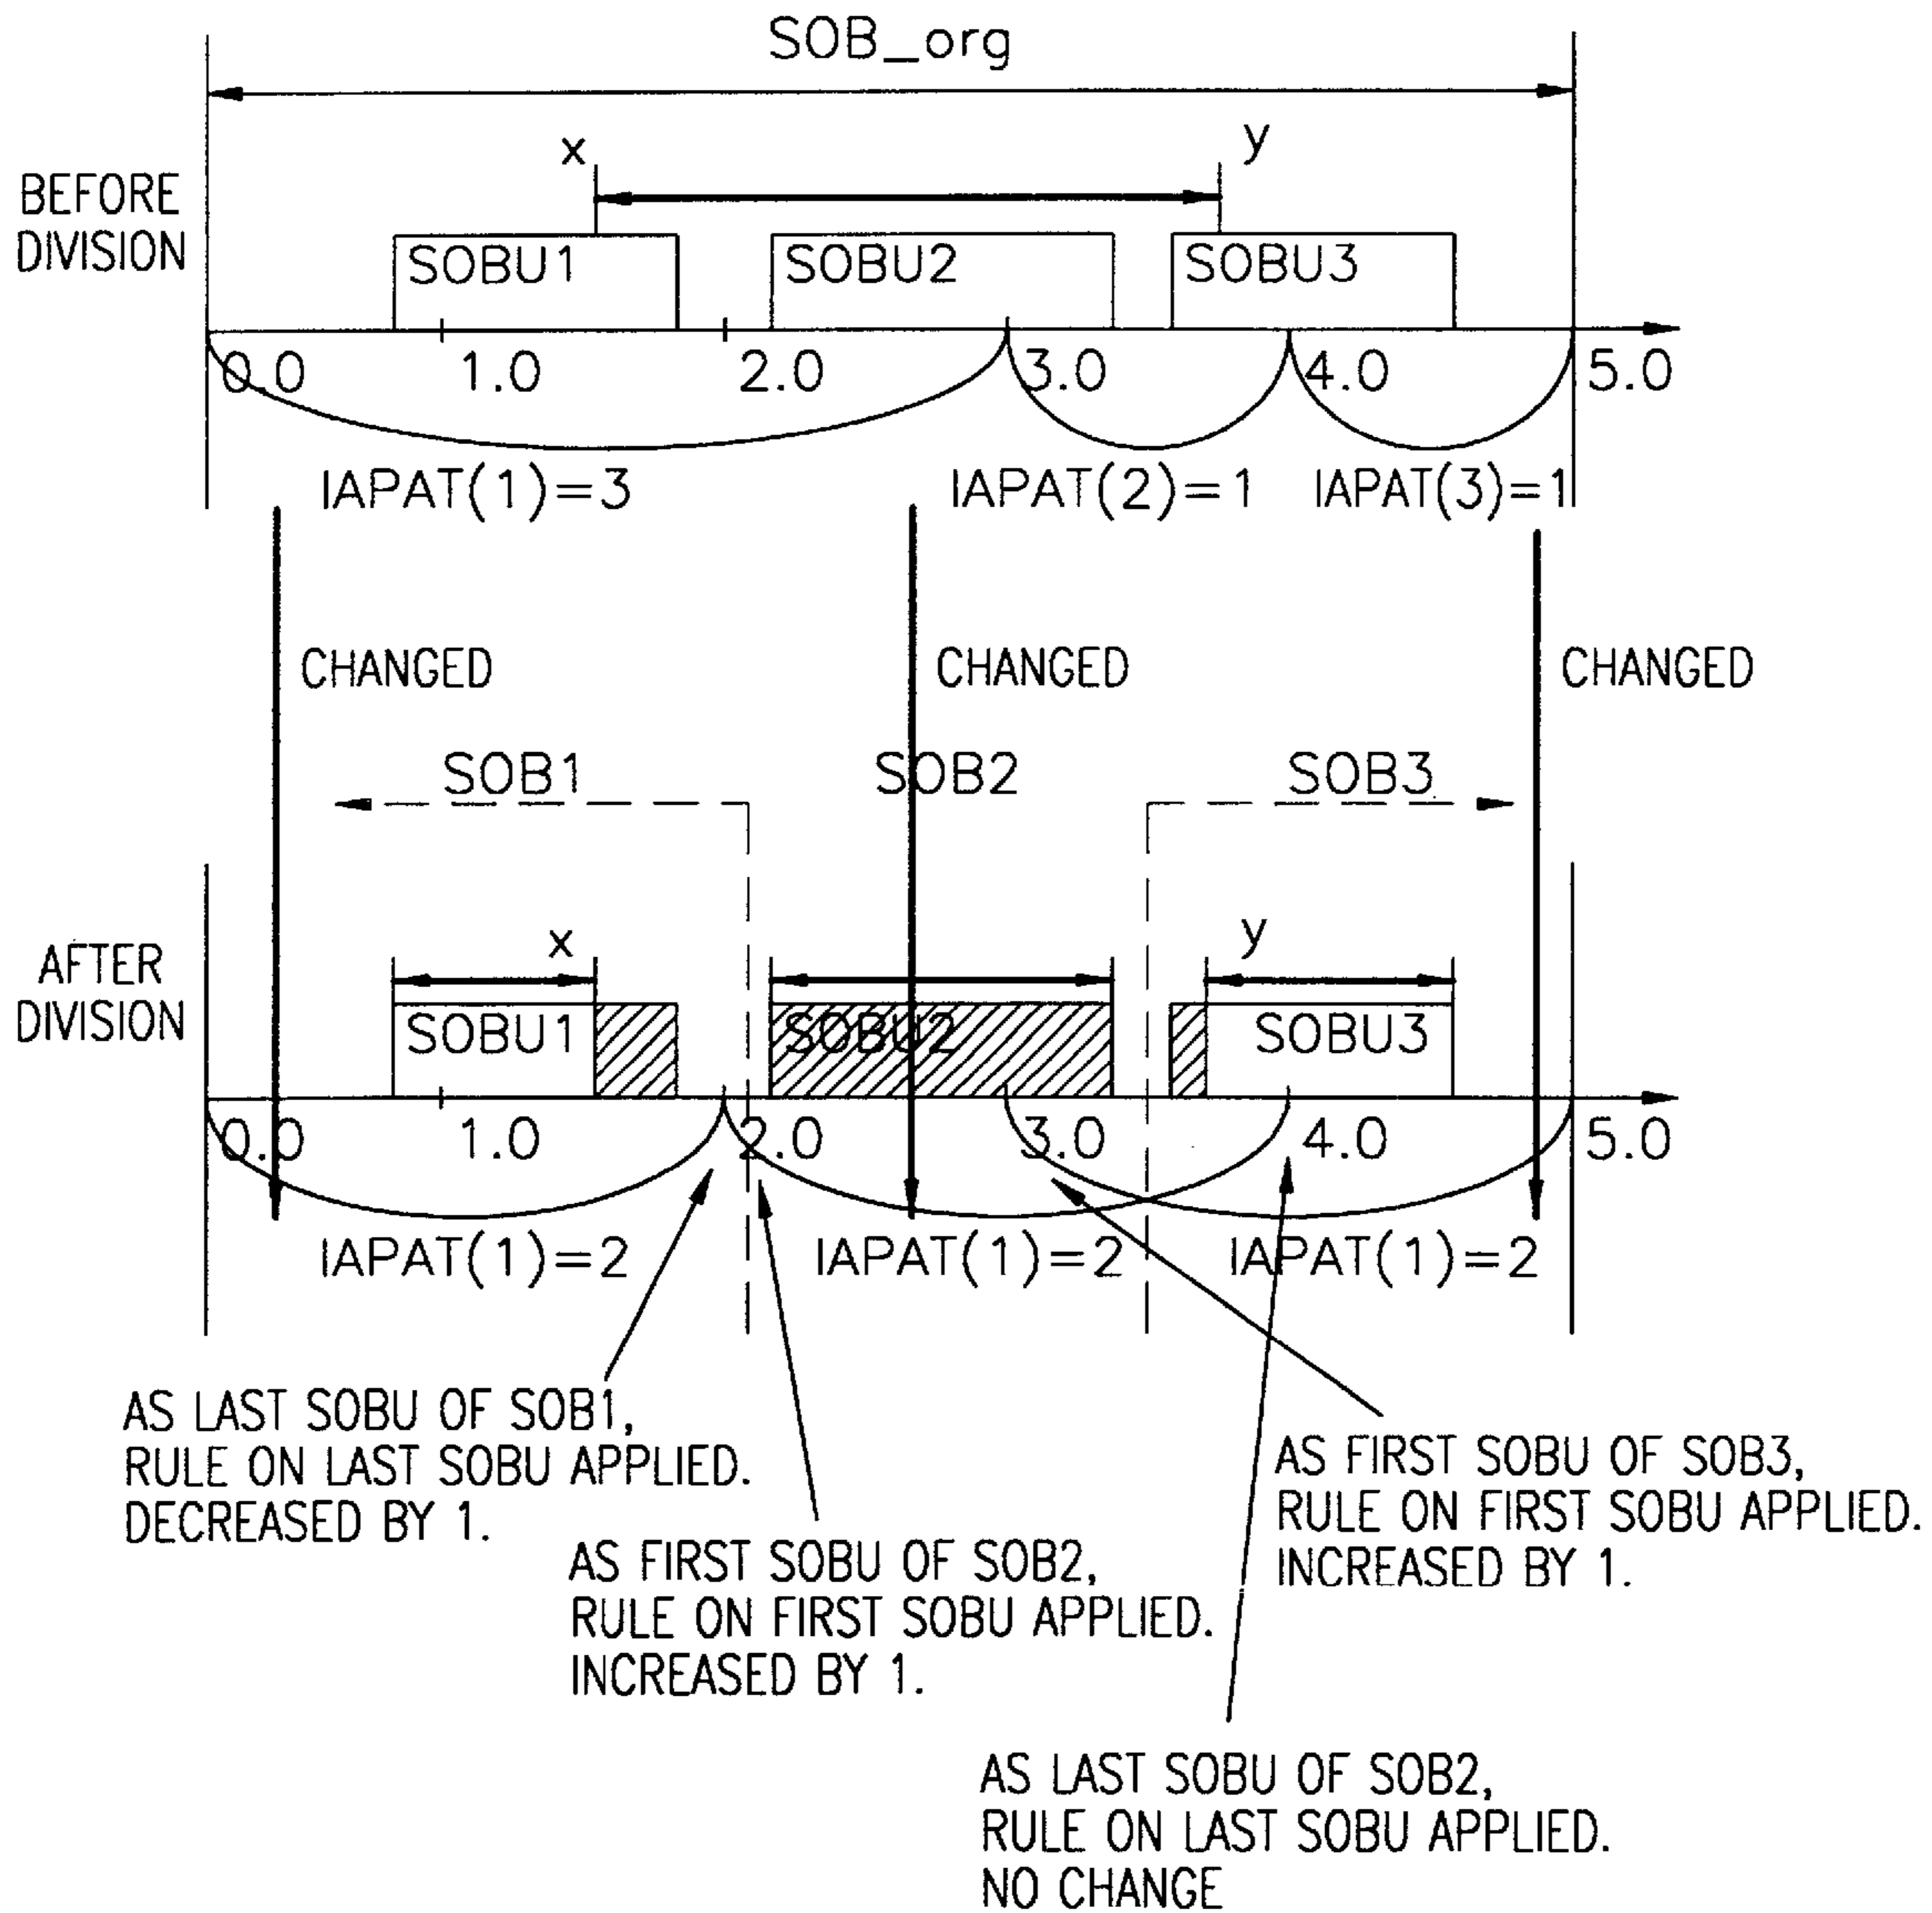 SOB_org
x
y
BEFORE
DIVISION
SOBU1
SOBU2
SOBU3
0.0
1.0
2.0
3.0
4.0
5.0
IAPAT(1)=3
IAPAT(2)=1
IAPAT(3)=1
CHANGED
CHANGED
CHANGED
SOB1
SOB2
SOB3
AFTER
DIVISION
x
y
SOBU1
SOBU2
SOBU3
0.0
1.0
2.0
3.0
4.0
5.0
IAPAT(1)=2
IAPAT(1)=2
IAPAT(1)=2
AS LAST SOBU OF SOB1,
RULE ON LAST SOBU APPLIED.
DECREASED BY 1.
AS FIRST SOBU OF SOB2,
RULE ON FIRST SOBU APPLIED.
INCREASED BY 1.
AS FIRST SOBU OF SOB3,
RULE ON FIRST SOBU APPLIED.
INCREASED BY 1.
AS LAST SOBU OF SOB2,
RULE ON LAST SOBU APPLIED.
NO CHANGE